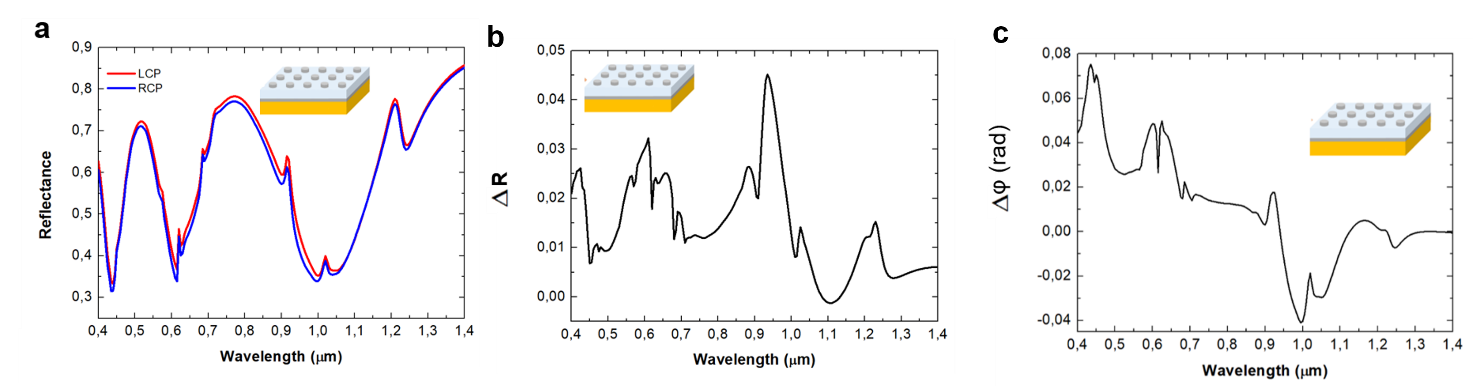 a
0,9
0,8
0,7
0,6
0,5
0,4
0,3
Reflectance
LCP
RCP
0,4 0,5 0,6 0,7 0,8 0,9 1,0 1,1 1,2 1,3 1,4
Wavelength (μm)
b
0,05
0,04
0,03
0,02
0,01
0,00
ΔR
0,4 0,5 0,6 0,7 0,8 0,9 1,0 1,1 1,2 1,3 1,4
Wavelength (μm)
c
0,08
0,06
0,04
0,02
0,00
-0,02
-0,04
Δφ (rad)
0,4 0,5 0,6 0,7 0,8 0,9 1,0 1,1 1,2 1,3 1,4
Wavelength (μm)